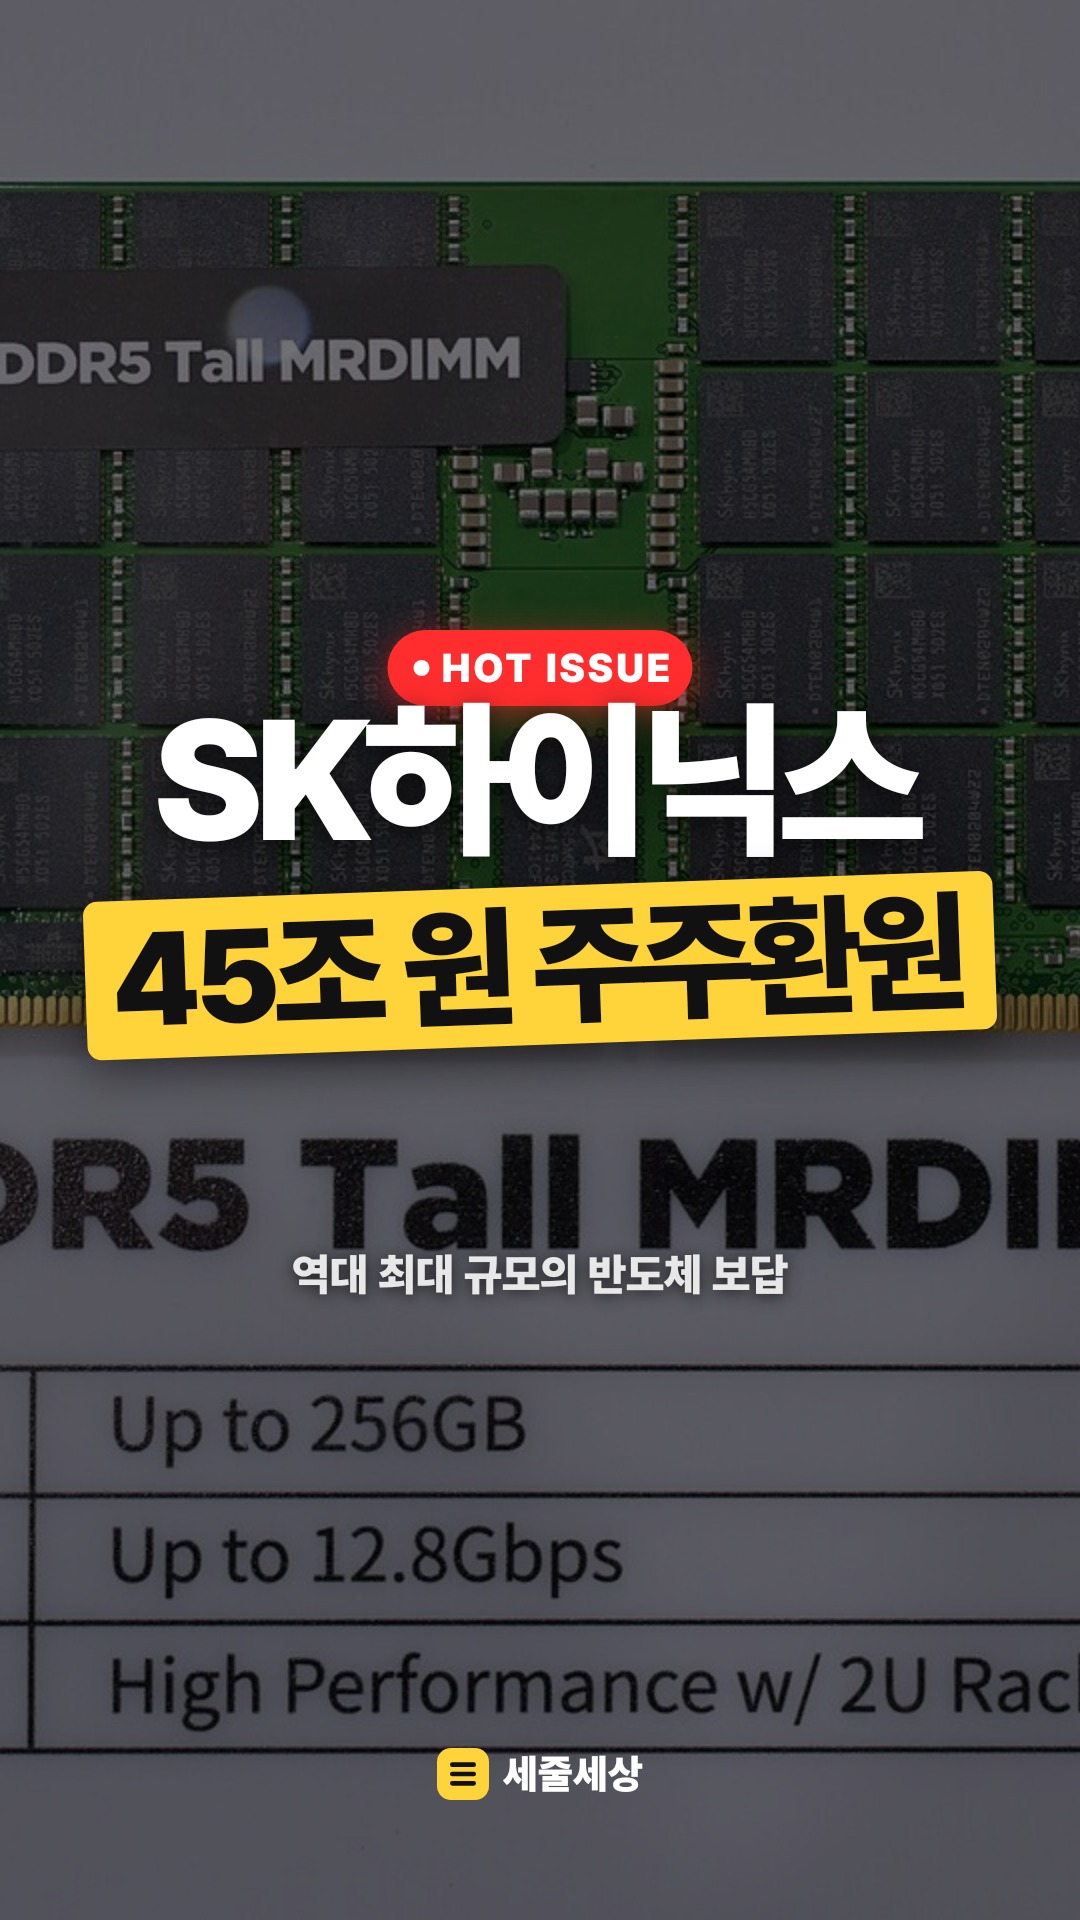 DDR5 Tall MRDIMM
HOT ISSUE
SK하이닉스
45조 원 주주환원
DR5 Tall MRDI
역대 최대 규모의 반도체 보답
Up to 256GB
Up to 12.8Gbps
High Performance w/ 2U Rac
세줄세상